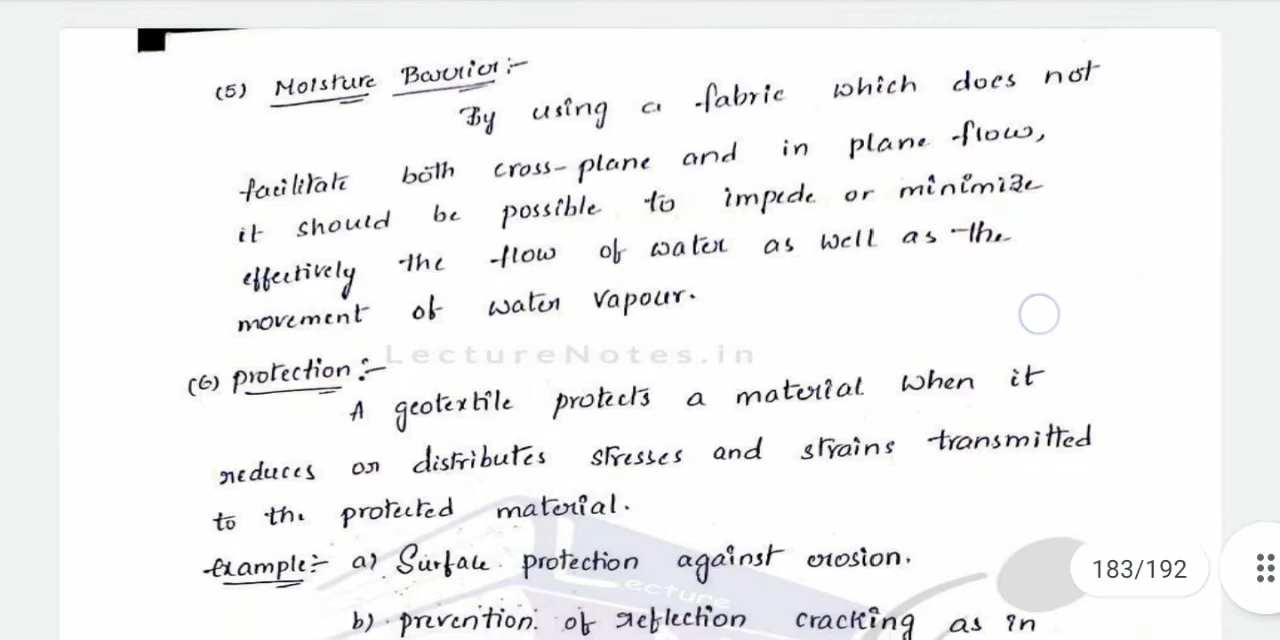 (5) Moisture Barrier :-
By using a fabric which does not
facilitate both cross-plane and in plane flow,
it should be possible to impede or minimize
effectively the flow of water as well as the
movement of water vapour.
LectureNotes.in
(6) protection :-
A geotextile protects a material when it
reduces or distributes stresses and strains transmitted
to the protected material.
Example:- a) Surface protection against erosion.
Lecture
183/192
b) prevention of reflection cracking as in